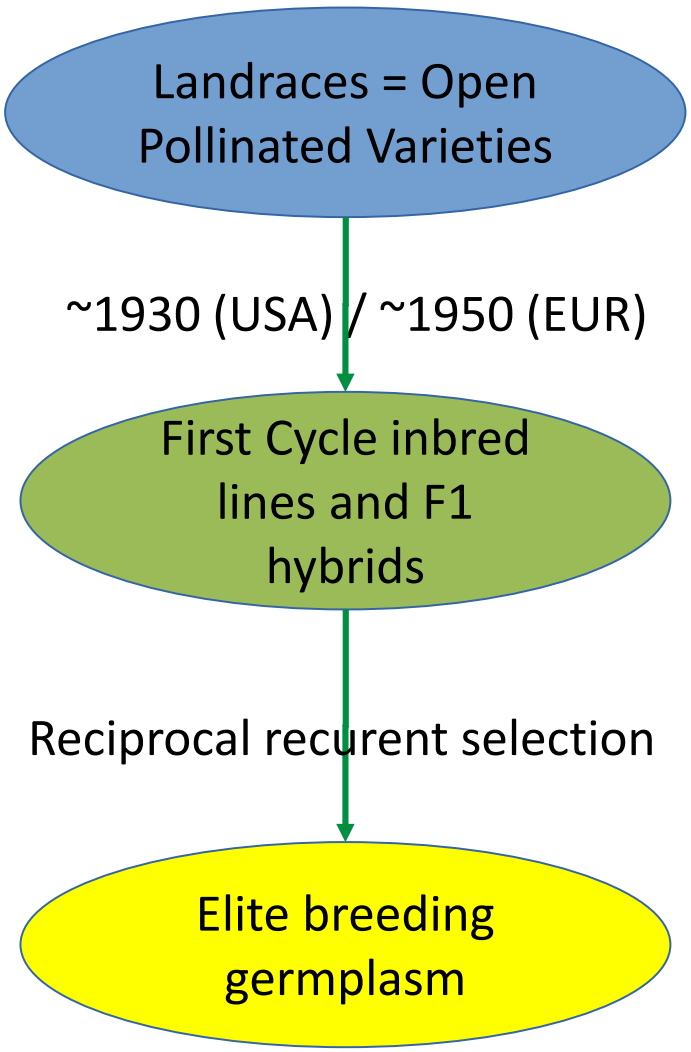 Landraces = Open
Pollinated Varieties
~1930 (USA) / ~1950 (EUR)
First Cycle inbred
lines and F1
hybrids
Reciprocal recurent selection
Elite breeding
germplasm